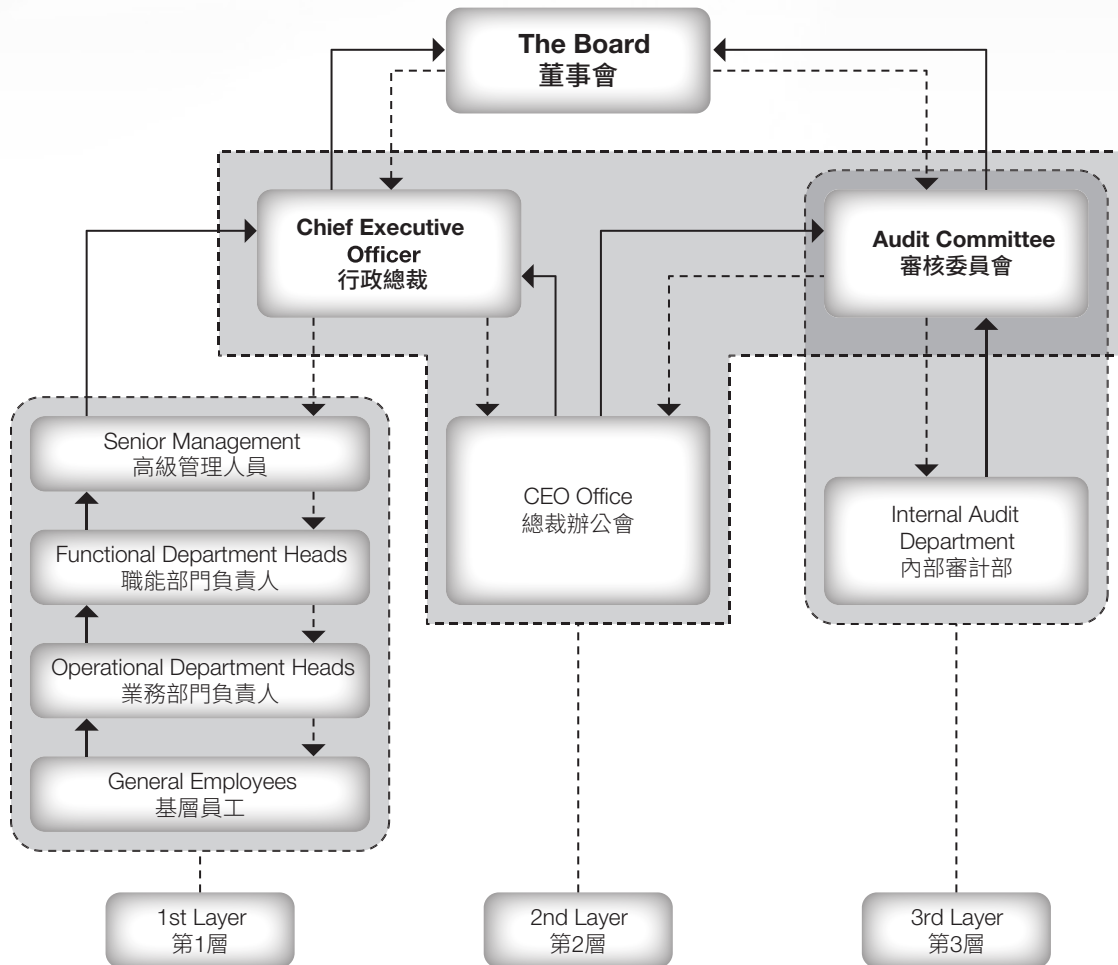 The Board
董事會
Chief Executive
Officer
行政總裁
Audit Committee
審核委員會
Senior Management
高級管理人員
Functional Department Heads
職能部門負責人
Operational Department Heads
業務部門負責人
General Employees
基層員工
CEO Office
總裁辦公會
Internal Audit
Department
內部審計部
1st Layer
第1層
2nd Layer
第2層
3rd Layer
第3層